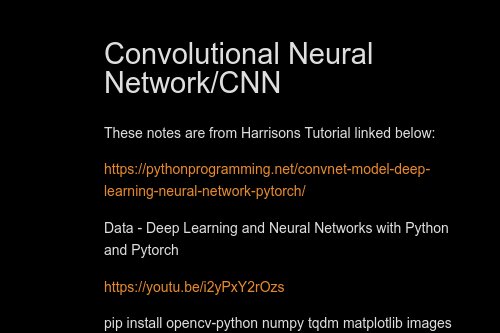 Convolutional Neural
Network/CNN
These notes are from Harrisons Tutorial linked below:
https://pythonprogramming.net/convnet-model-deep-
learning-neural-network-pytorch/
Data - Deep Learning and Neural Networks with Python
and Pytorch
https://youtu.be/i2yPxY2rOzs
pip install opencv-python numpy tqdm matplotlib images